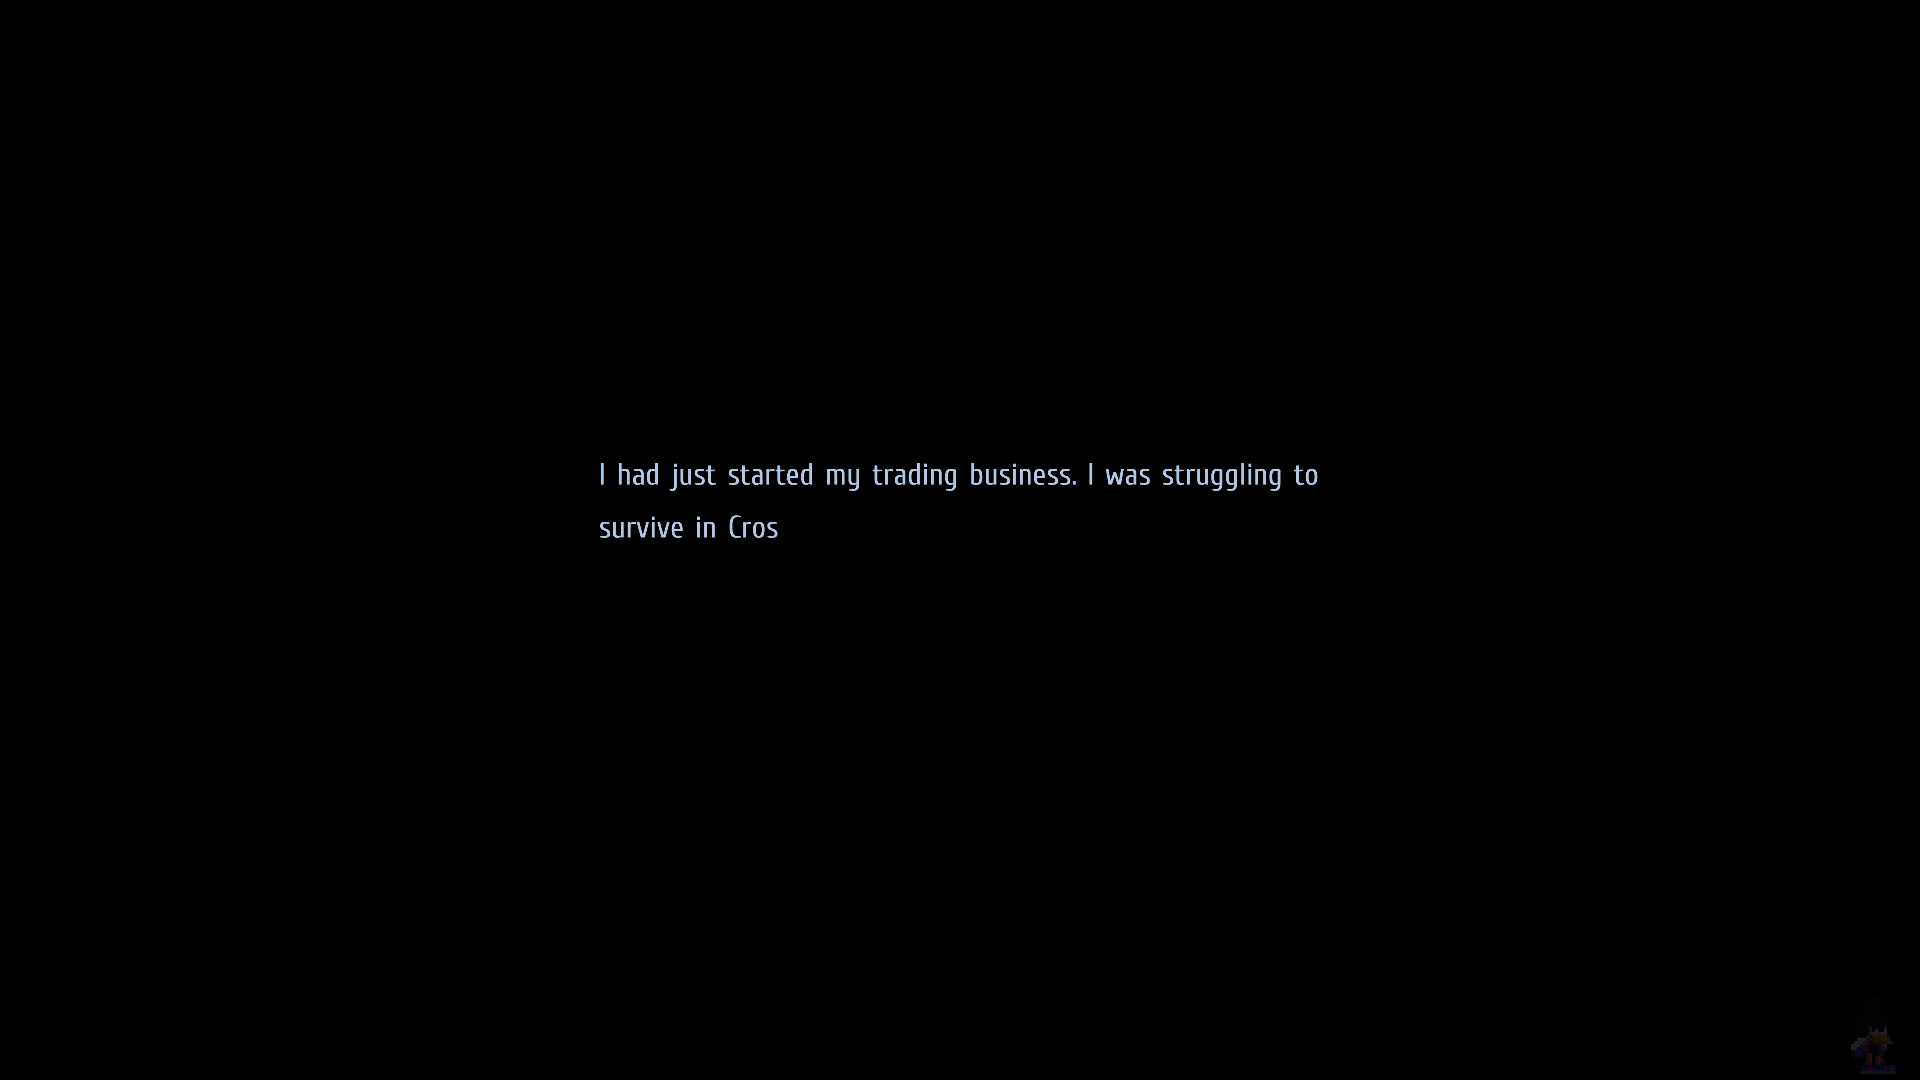 I had just started my trading business. I was struggling to
survive in Cros